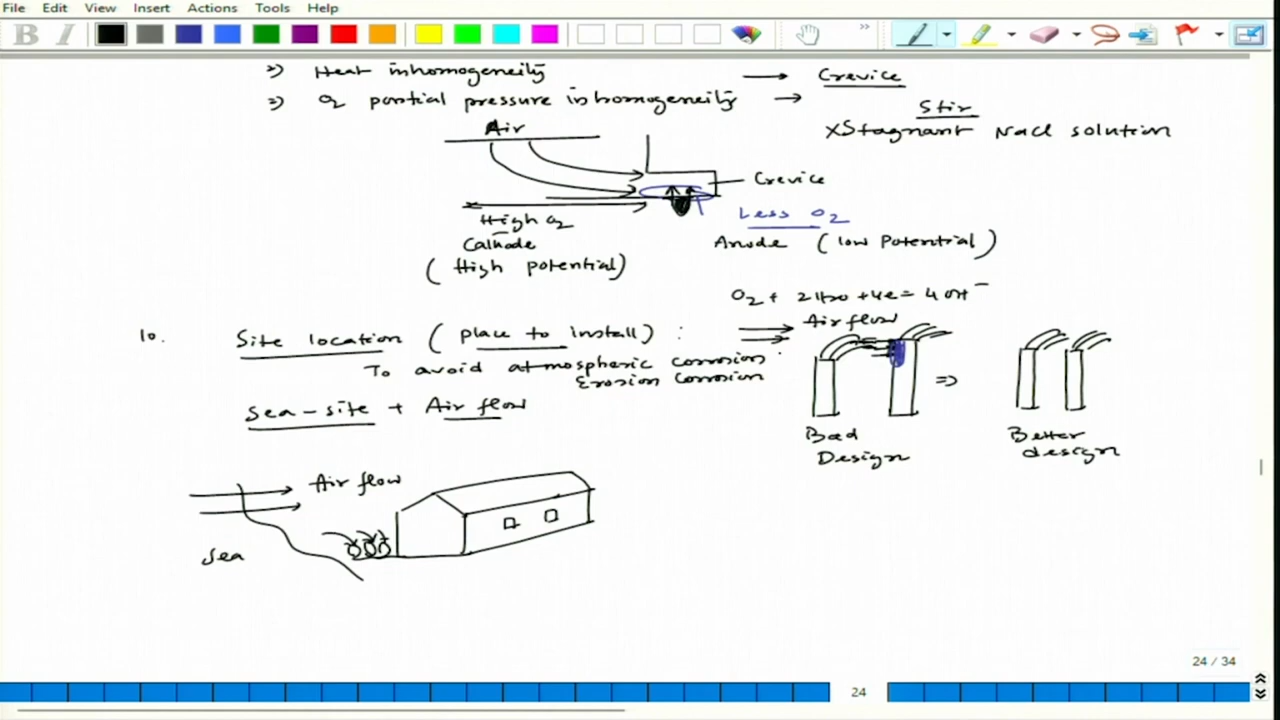 File Edit View Insert Actions Tools Help
B I
⇒) Heat inhomogeneity → Crevice
⇒) O2 partial pressure inhomogeneity →
Stir
XStagnant Nacl solution
Air
Crevice
High O2
Less O2
Cathode
Anode (low Potential)
(High potential)
O2 + 2H2O + 4e = 4OH−
10. Site location (place to install) :
Air flow
To avoid atmospheric corrosion
Erosion Corrosion
⇒
Sea-site + Air flow
Bad
Design
Better
design
Air flow
Sea
24 / 34
24